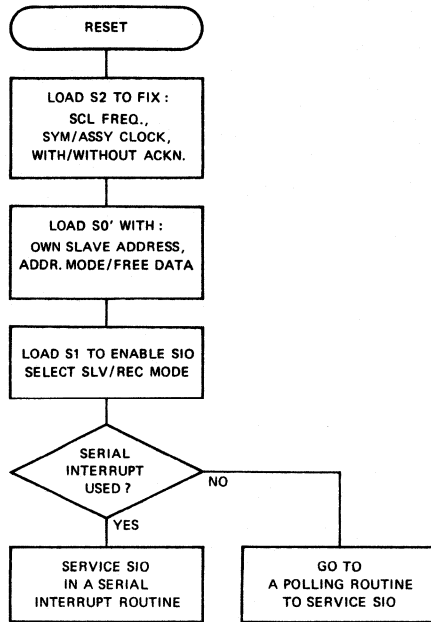 RESET
LOAD S2 TO FIX :
SCL FREQ.,
SYM/ASSY CLOCK,
WITH/WITHOUT ACKN.
LOAD S0' WITH :
OWN SLAVE ADDRESS,
ADDR. MODE/FREE DATA
LOAD S1 TO ENABLE SIO
SELECT SLV/REC MODE
SERIAL
INTERRUPT
USED ?
NO
YES
SERVICE SIO
IN A SERIAL
INTERRUPT ROUTINE
GO TO
A POLLING ROUTINE
TO SERVICE SIO